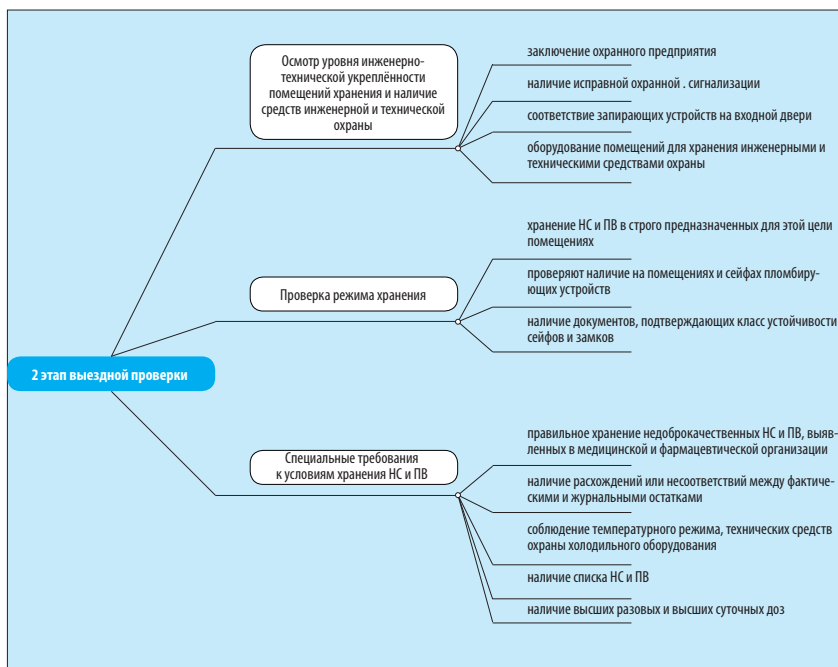 Осмотр уровня инженерно-
технической укреплённости
помещений хранения и наличие
средств инженерной и технической
охраны
заключение охранного предприятия
наличие исправной охранной . сигнализации
соответствие запирающих устройств на входной двери
оборудование помещений для хранения инженерными и
техническими средствами охраны
Проверка режима хранения
хранение НС и ПВ в строго предназначенных для этой цели
помещениях
проверяют наличие на помещениях и сейфах пломбиру-
ющих устройств
наличие документов, подтверждающих класс устойчивости
сейфов и замков
2 этап выездной проверки
Специальные требования
к условиям хранения НС и ПВ
правильное хранение недоброкачественных НС и ПВ, выяв-
ленных в медицинской и фармацевтической организации
наличие расхождений или несоответствий между фактиче-
скими и журнальными остатками
соблюдение температурного режима, технических средств
охраны холодильного оборудования
наличие списка НС и ПВ
наличие высших разовых и высших суточных доз